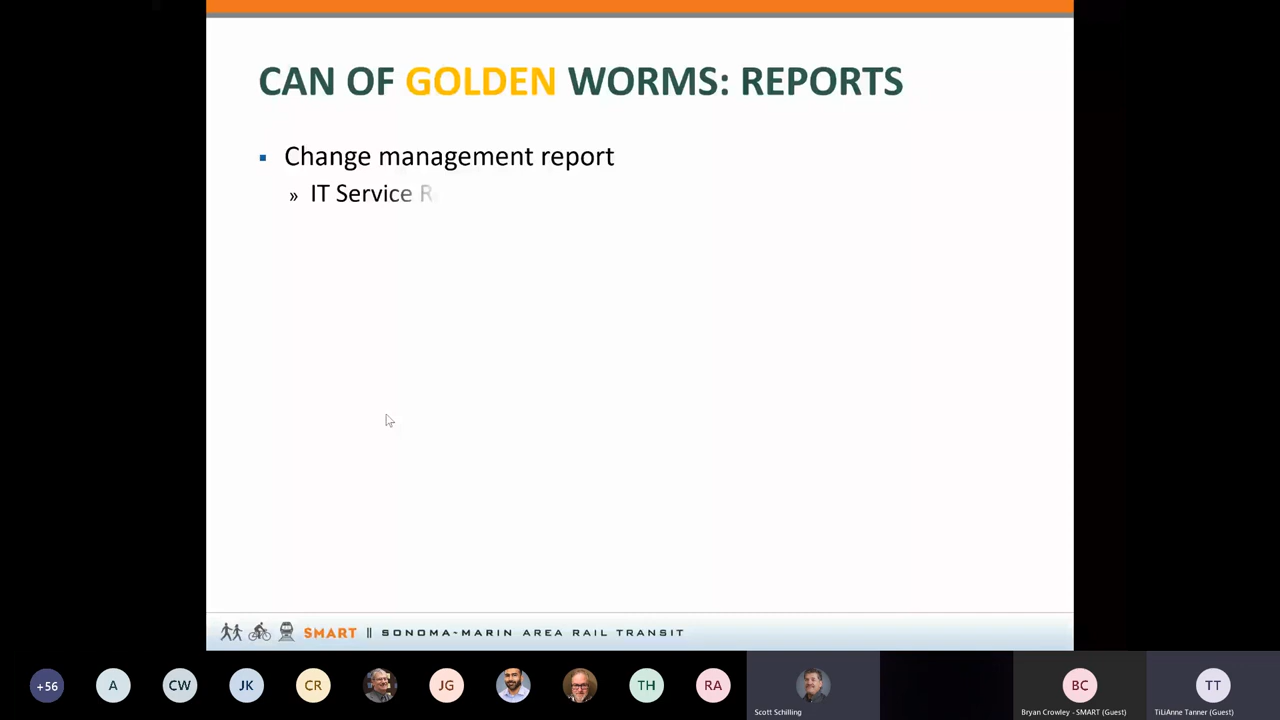 CAN OF GOLDEN WORMS: REPORTS
Change management report
» IT Service R
SMART || SONOMA-MARIN AREA RAIL TRANSIT
+56
A
CW
JK
CR
JG
TH
RA
Scott Schilling
BC
Bryan Crowley - SMART (Guest)
TT
TiLiAnne Tanner (Guest)